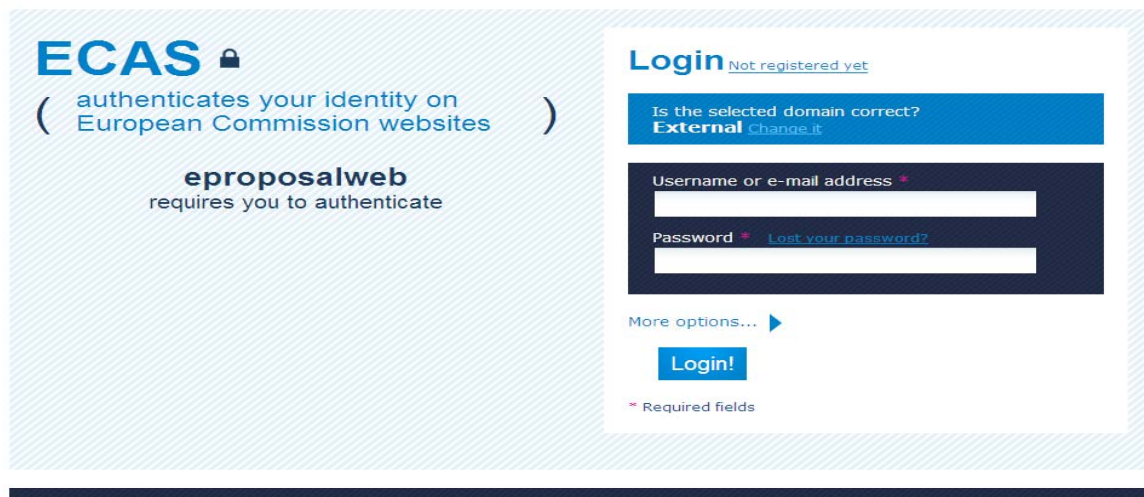 ECAS
( authenticates your identity on
European Commission websites )
eproposalweb
requires you to authenticate
Login Not registered yet
Is the selected domain correct?
External Change it
Username or e-mail address *
Password * Lost your password?
More options...
Login!
* Required fields